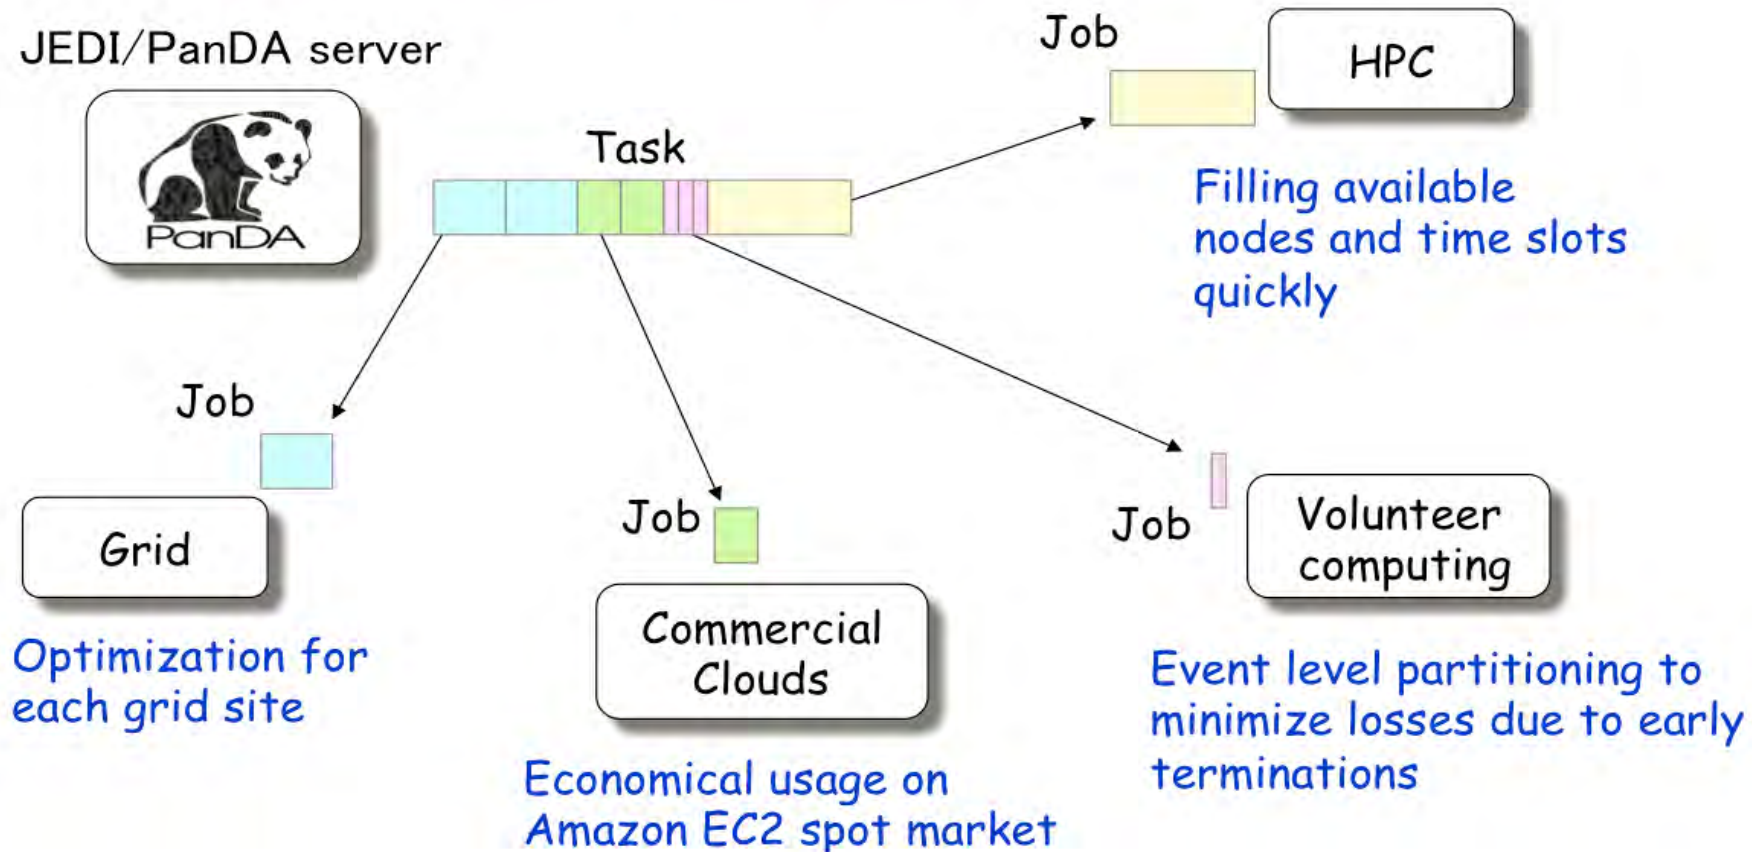 JEDI/PanDA server
PanDA
Task
Job
HPC
Filling available
nodes and time slots
quickly
Job
Grid
Optimization for
each grid site
Job
Commercial
Clouds
Economical usage on
Amazon EC2 spot market
Job
Volunteer
computing
Event level partitioning to
minimize losses due to early
terminations